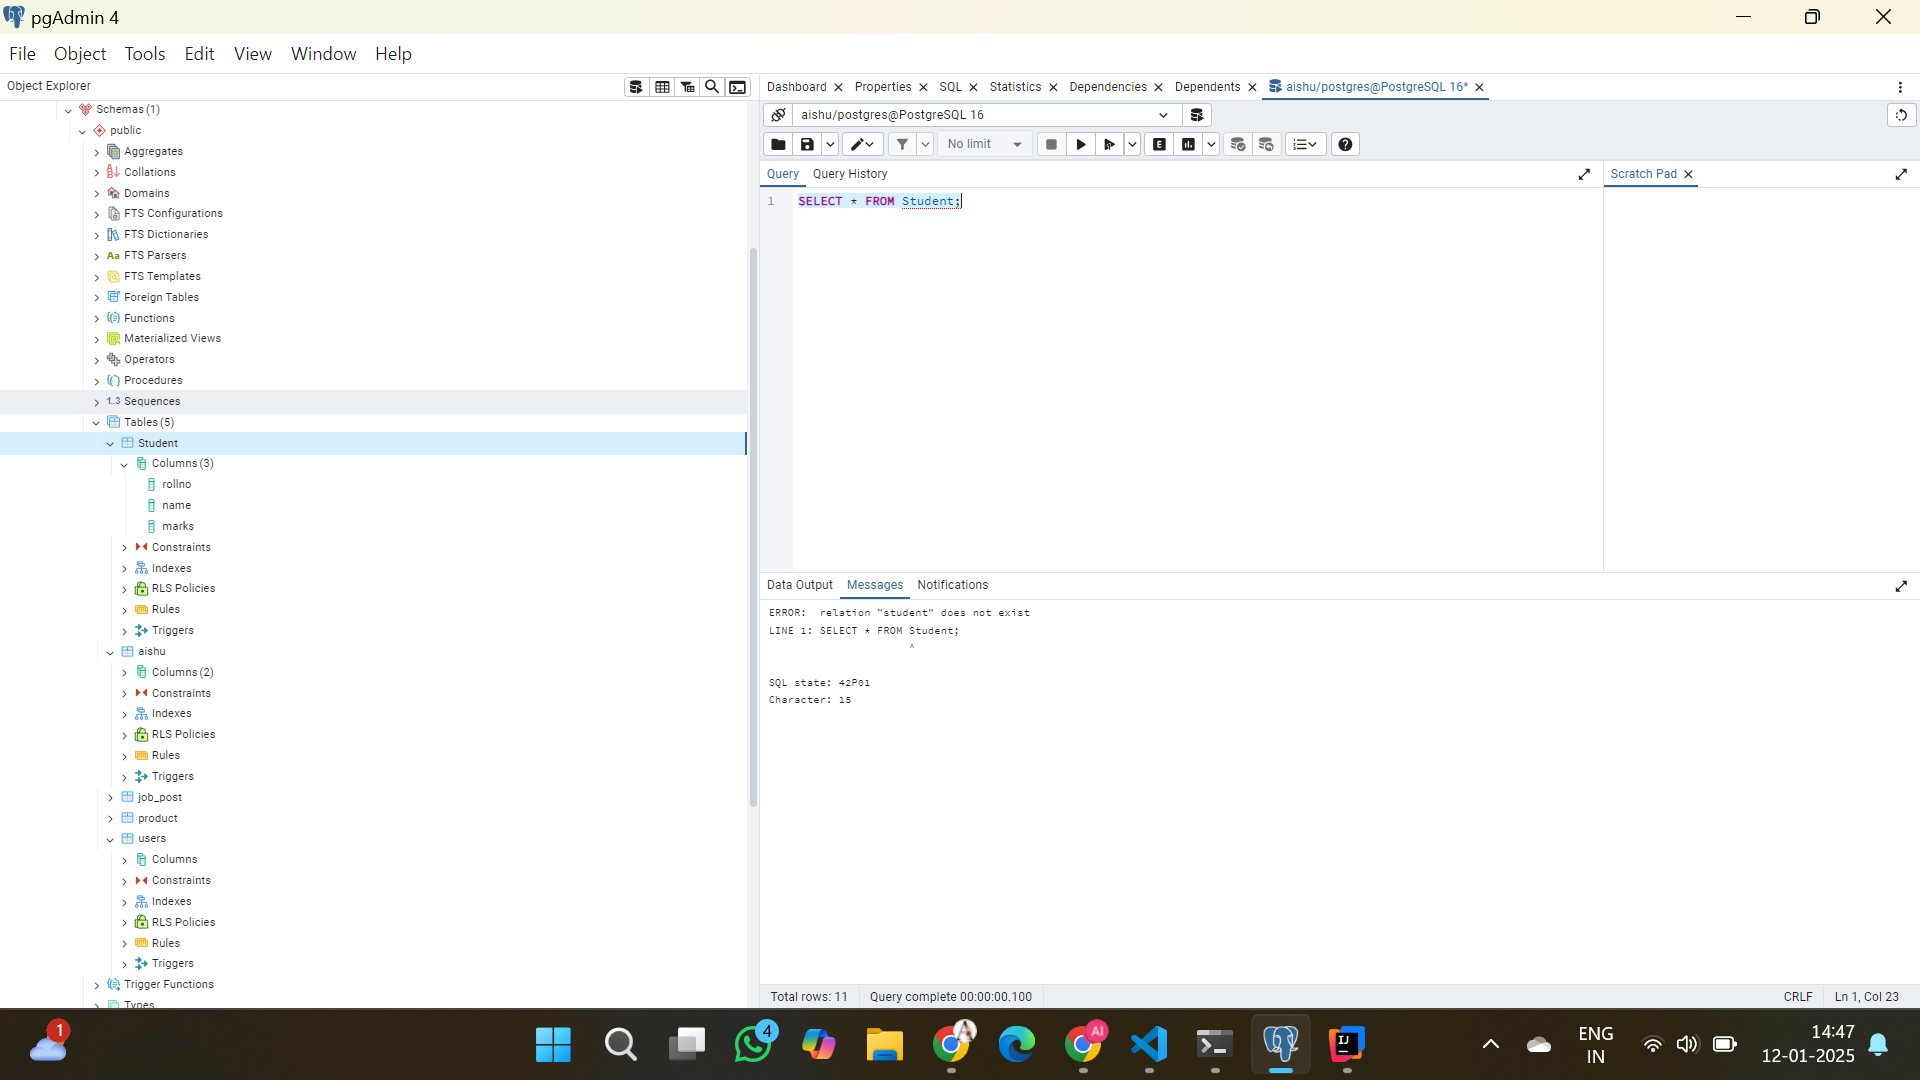 pgAdmin 4
File Object Tools Edit View Window Help
Object Explorer
Schemas (1)
public
Aggregates
Collations
Domains
FTS Configurations
FTS Dictionaries
Aa FTS Parsers
FTS Templates
Foreign Tables
Functions
Materialized Views
Operators
Procedures
1..3 Sequences
Tables (5)
Student
Columns (3)
rollno
name
marks
Constraints
Indexes
RLS Policies
Rules
Triggers
aishu
Columns (2)
Constraints
Indexes
RLS Policies
Rules
Triggers
job_post
product
users
Columns
Constraints
Indexes
RLS Policies
Rules
Triggers
Trigger Functions
Types
Dashboard Properties SQL Statistics Dependencies Dependents aishu/postgres@PostgreSQL 16*
aishu/postgres@PostgreSQL 16
No limit E
Query Query History
1 SELECT * FROM Student;
Scratch Pad
Data Output Messages Notifications
ERROR: relation "student" does not exist
LINE 1: SELECT * FROM Student;
^
SQL state: 42P01
Character: 15
Total rows: 11 Query complete 00:00:00.100 CRLF Ln 1, Col 23
1 4 A AI IJ
ENG
IN
14:47
12-01-2025